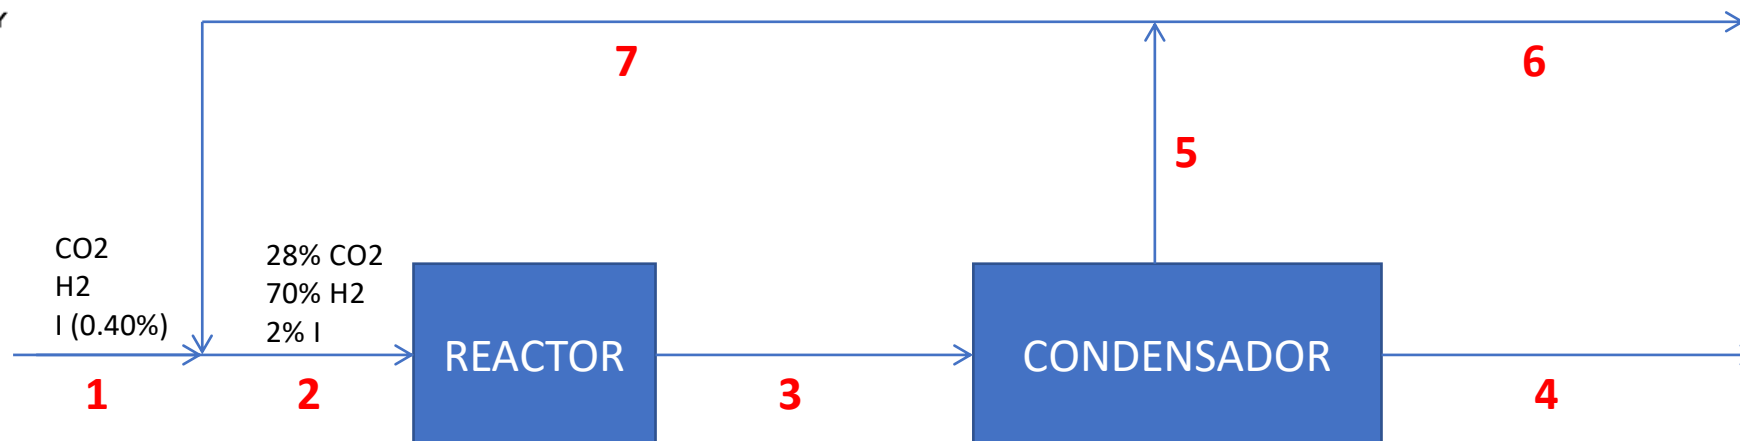 7
6
5
CO2
H2
I (0.40%)
28% CO2
70% H2
2% I
REACTOR
CONDENSADOR
1
2
3
4